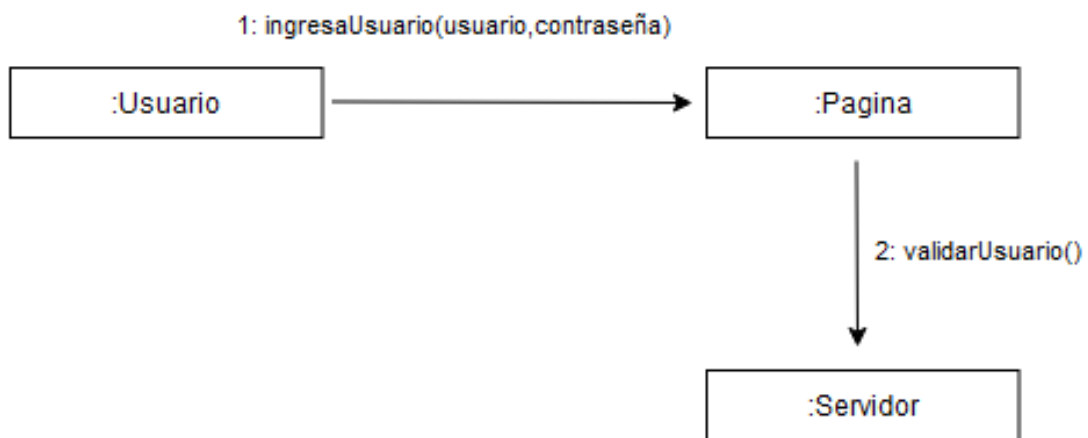 1: ingresaUsuario(usuario,contraseña)
:Usuario
:Pagina
2: validarUsuario()
:Servidor